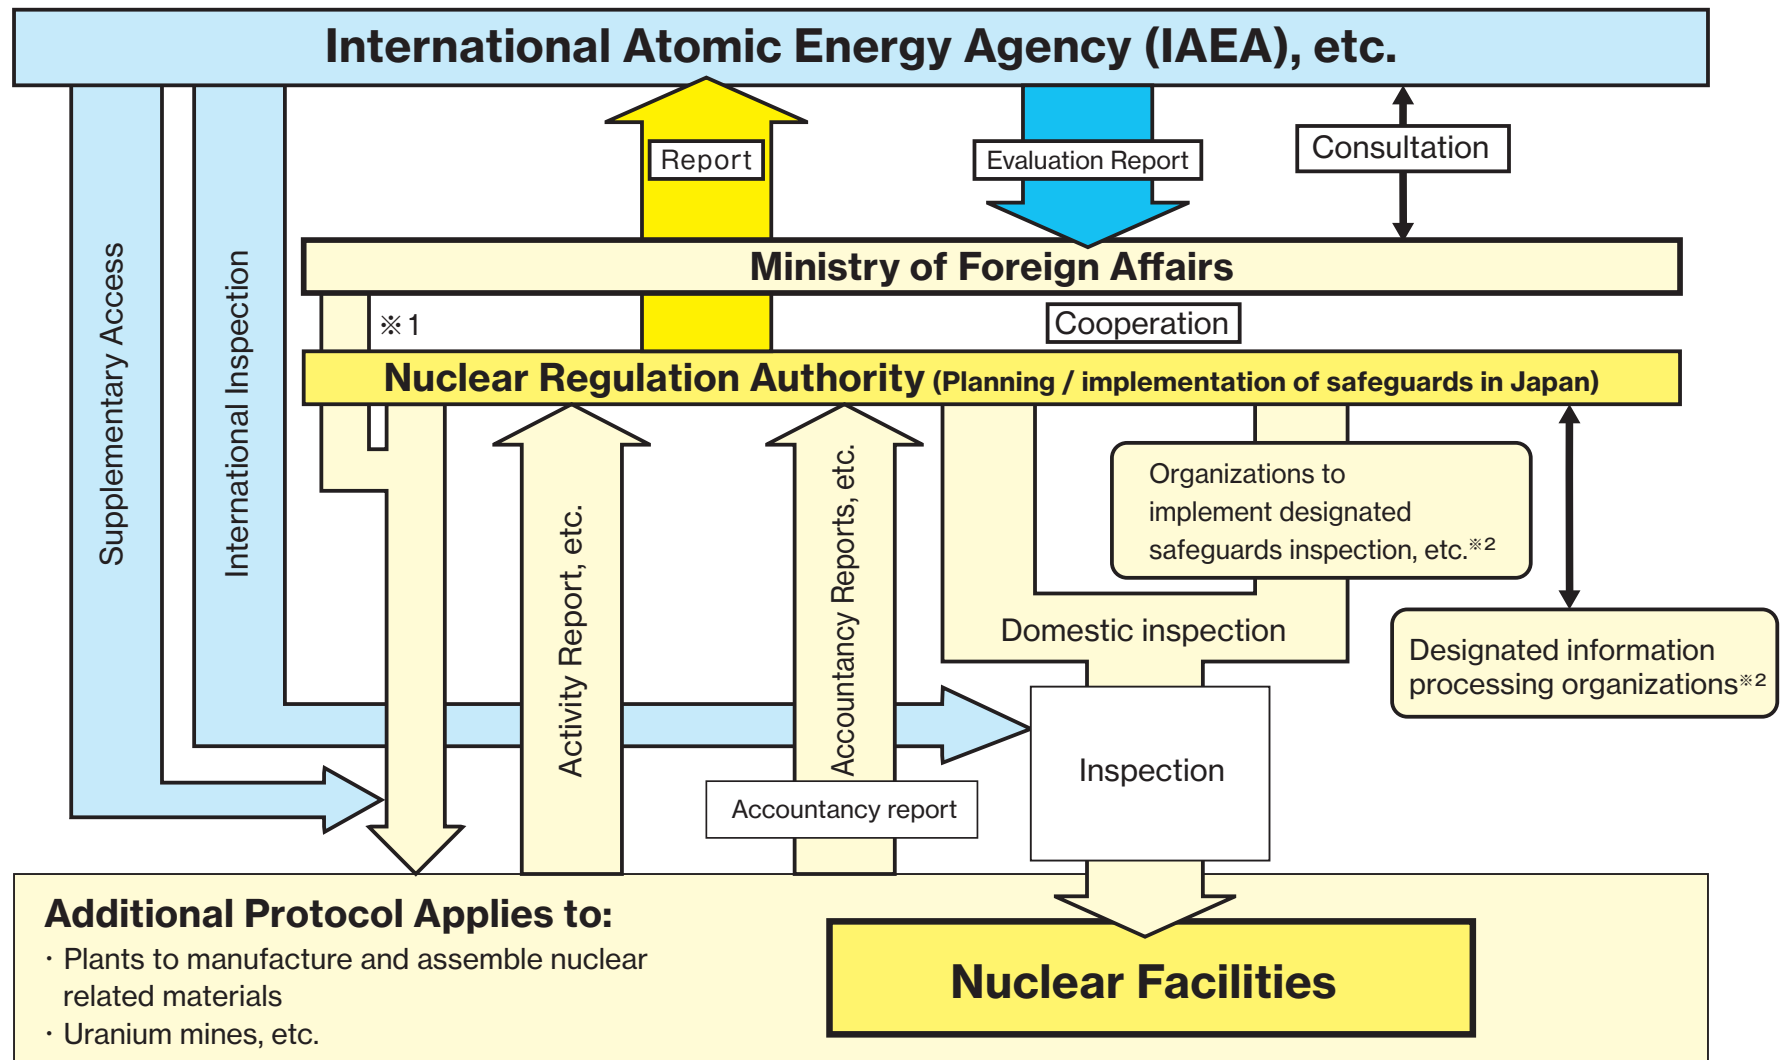 International Atomic Energy Agency (IAEA), etc.
Report
Evaluation Report
Consultation
Supplementary Access
International Inspection
Ministry of Foreign Affairs
※1
Cooperation
Nuclear Regulation Authority (Planning / implementation of safeguards in Japan)
Activity Report, etc.
Accountancy Reports, etc.
Organizations to
implement designated
safeguards inspection, etc.※2
Domestic inspection
Designated information
processing organizations※2
Inspection
Accountancy report
Additional Protocol Applies to:
・Plants to manufacture and assemble nuclear
related materials
・Uranium mines, etc.
Nuclear Facilities